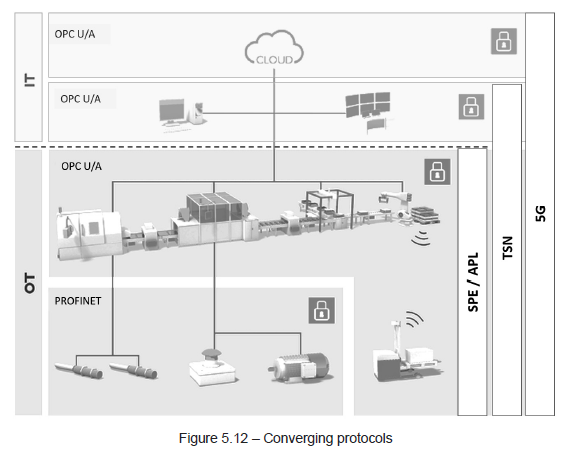 OPC U/A
CLOUD
IT
OPC U/A
OPC U/A
OT
PROFINET
SPE / APL
TSN
5G
Figure 5.12 – Converging protocols